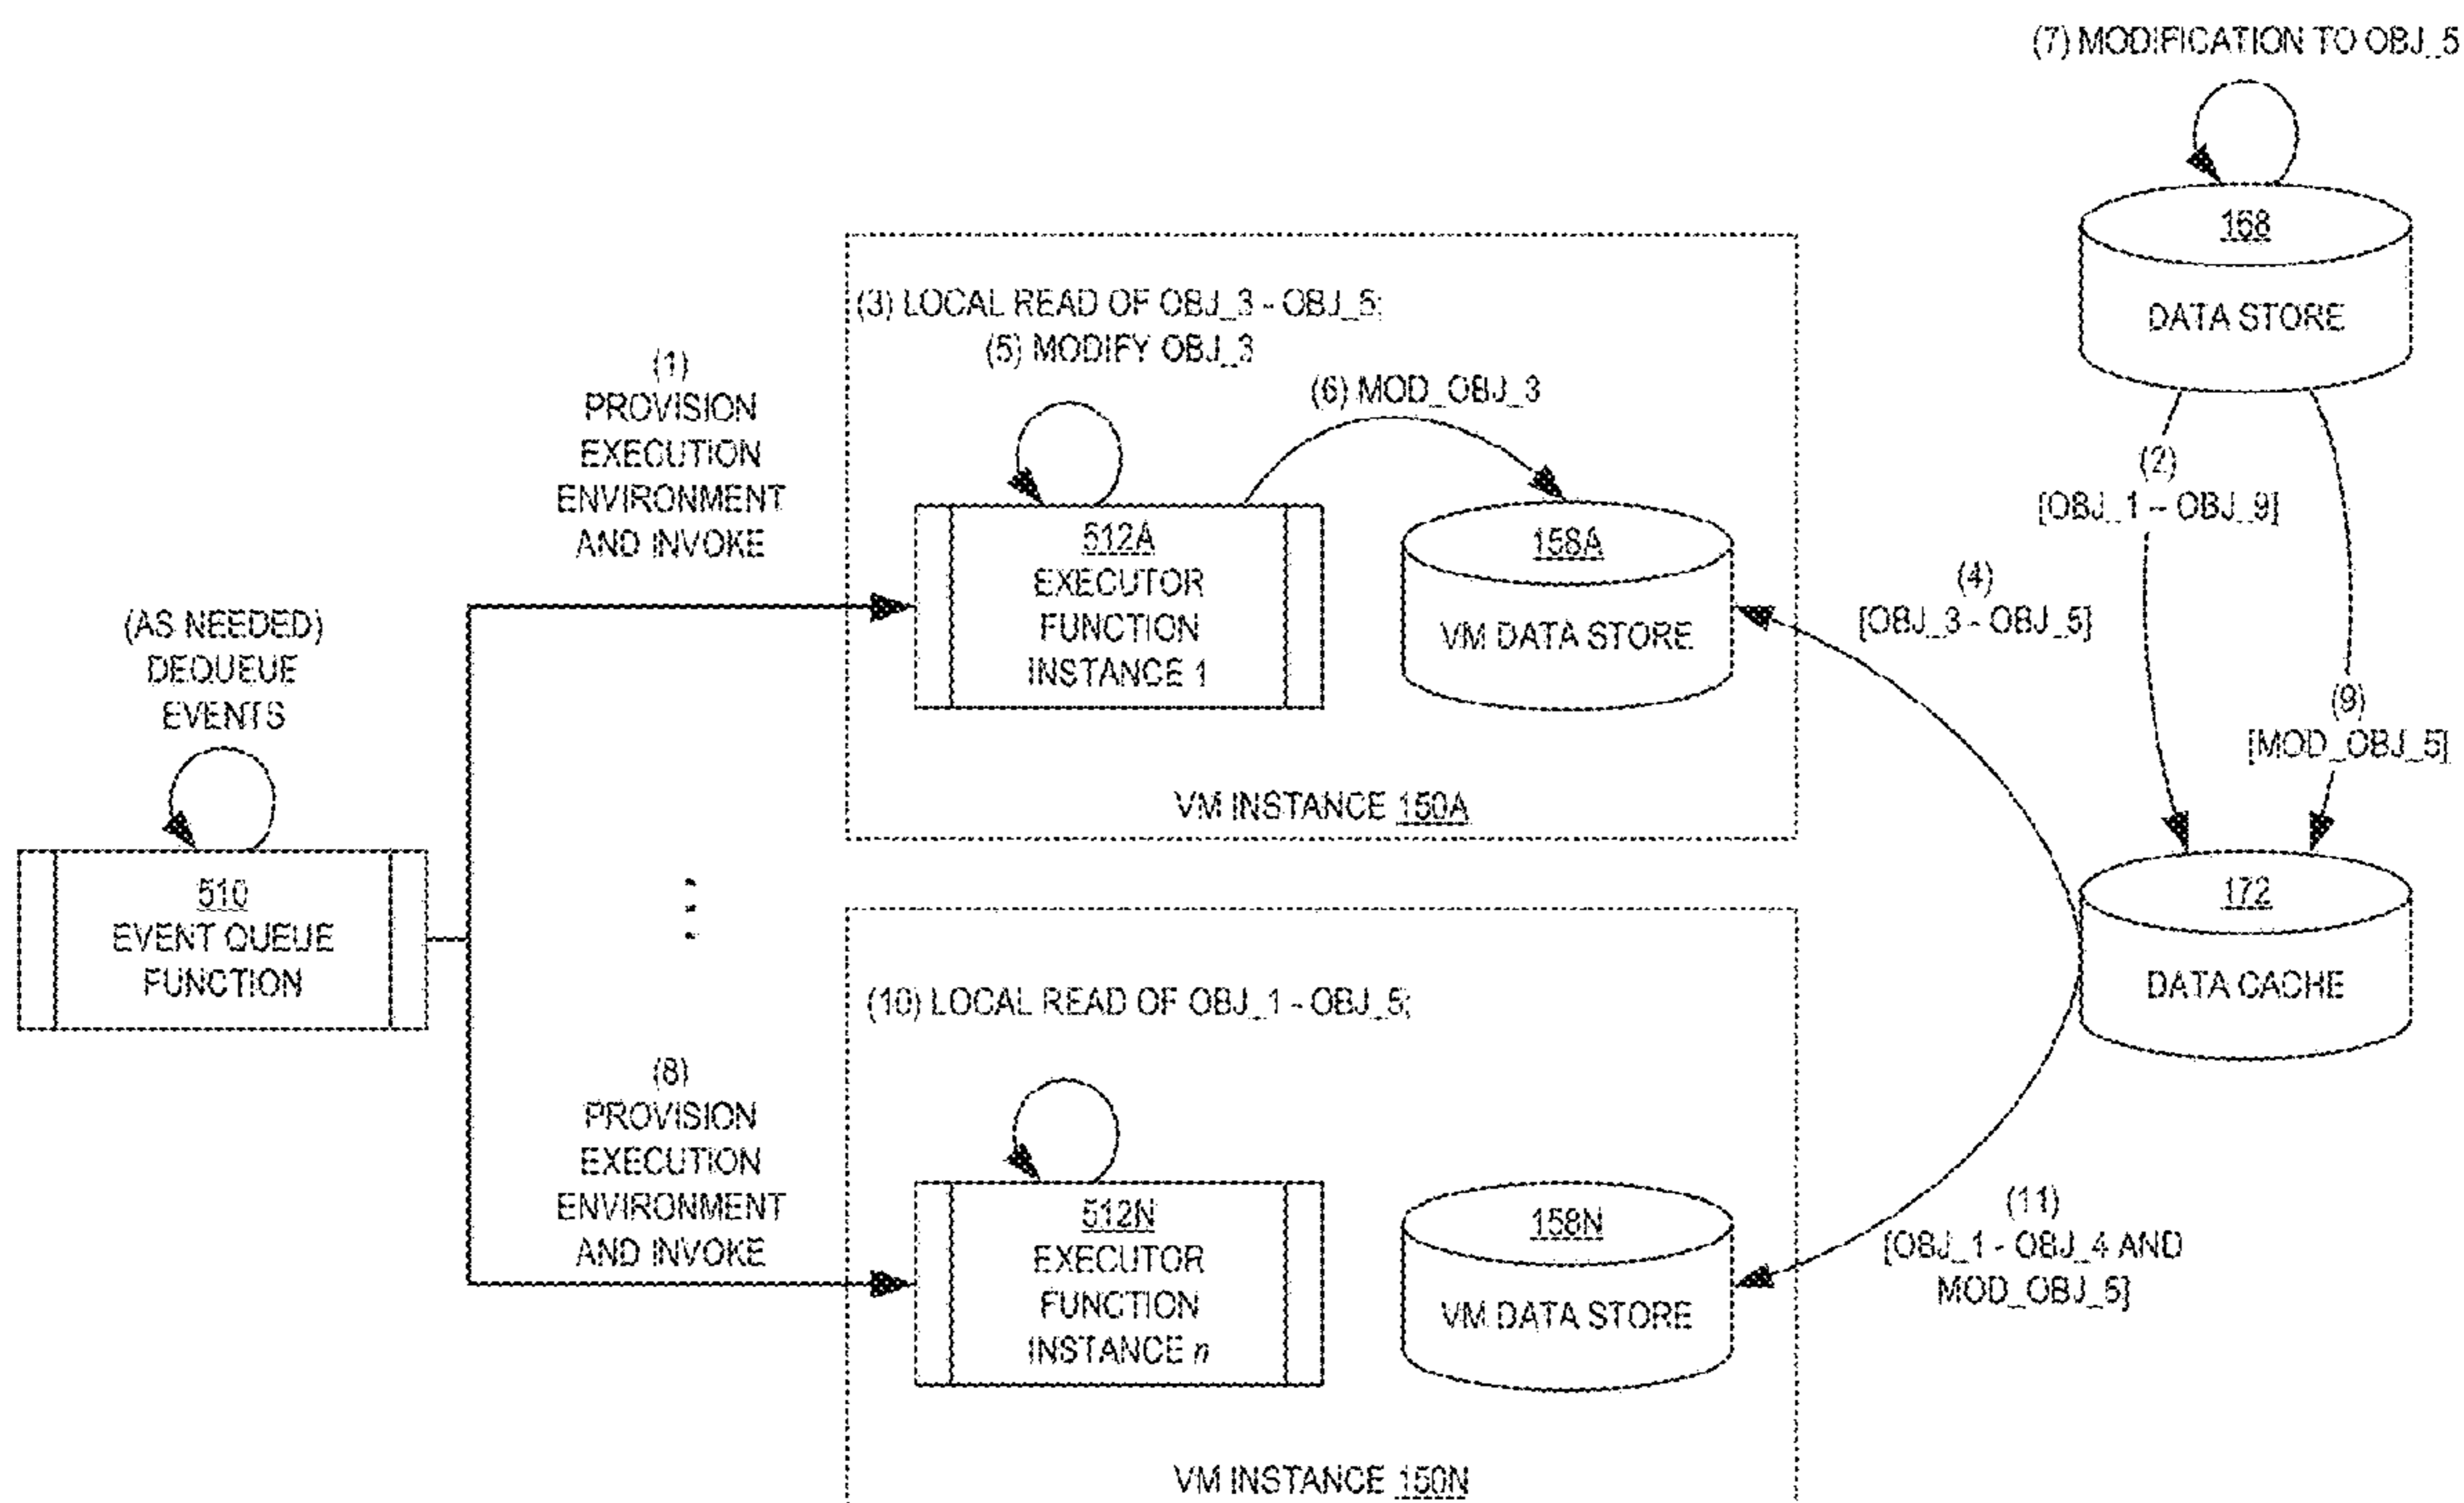 (7) MODIFICATION TO OBJ_5
168
DATA STORE
(3) LOCAL READ OF OBJ_3 - OBJ_5;
(5) MODIFY OBJ_3
(1)
PROVISION
EXECUTION
ENVIRONMENT
AND INVOKE
(6) MOD_OBJ_3
(2)
[OBJ_1 - OBJ_9]
512A
EXECUTOR
FUNCTION
INSTANCE 1
158A
VM DATA STORE
(4)
[OBJ_3 - OBJ_5]
(AS NEEDED)
DEQUEUE
EVENTS
(9)
[MOD_OBJ_5]
VM INSTANCE 150A
510
EVENT QUEUE
FUNCTION
172
DATA CACHE
(10) LOCAL READ OF OBJ_1 - OBJ_5;
(8)
PROVISION
EXECUTION
ENVIRONMENT
AND INVOKE
512N
EXECUTOR
FUNCTION
INSTANCE n
158N
VM DATA STORE
(11)
[OBJ_1 - OBJ_4 AND
MOD_OBJ_5]
VM INSTANCE 150N